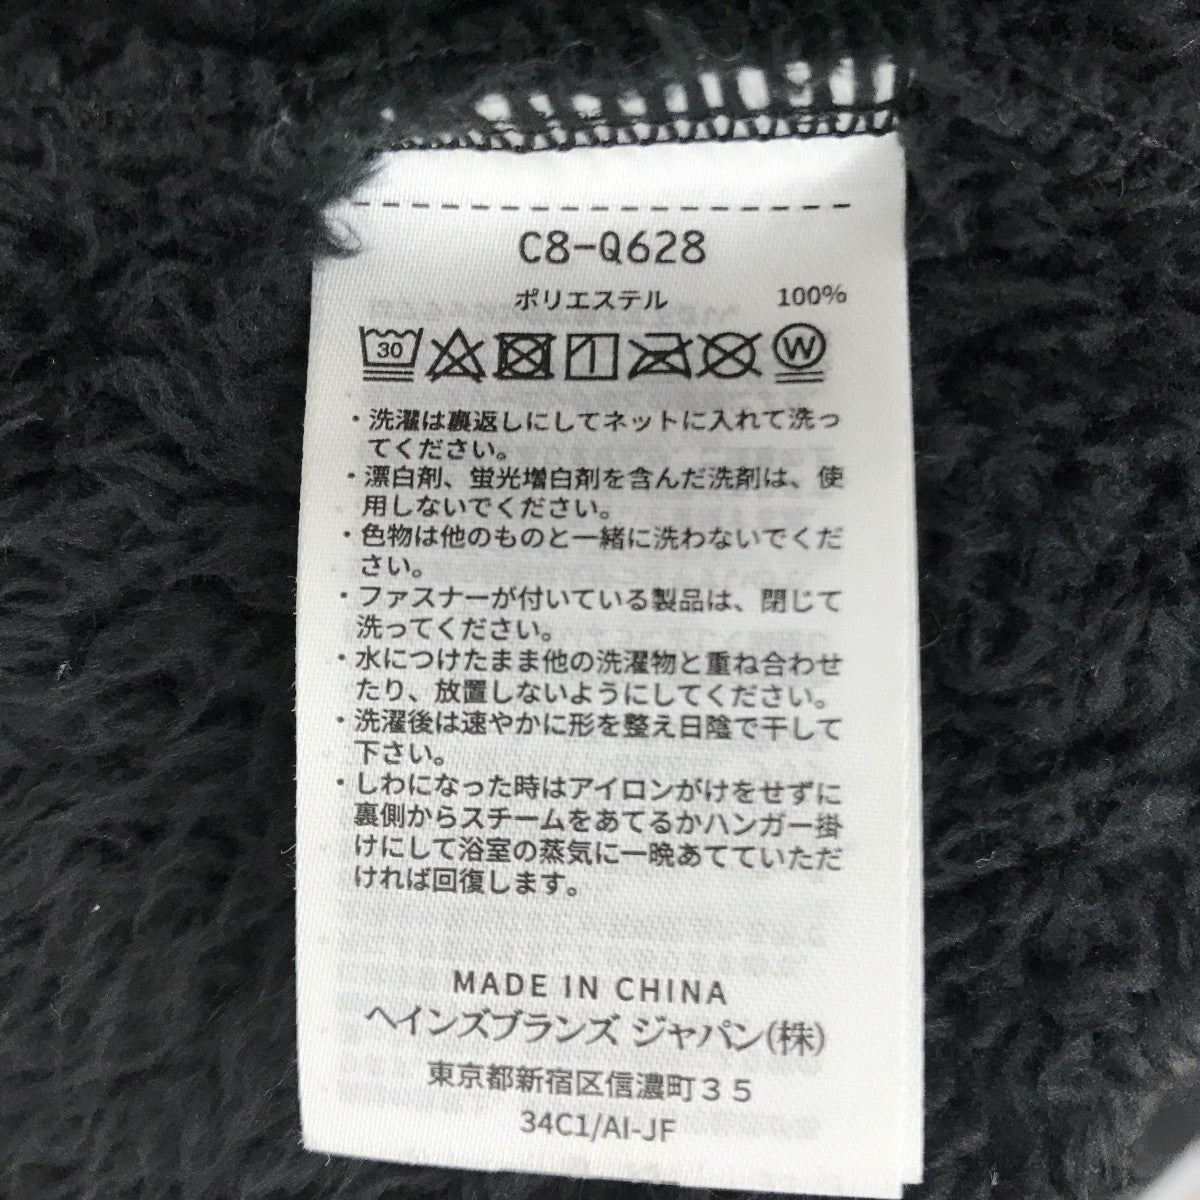 C8-Q628
ポリエステル 100%
30 W
・洗濯は裏返しにしてネットに入れて洗っ
てください。
・漂白剤、蛍光増白剤を含んだ洗剤は、使
用しないでください。
・色物は他のものと一緒に洗わないでくだ
さい。
・ファスナーが付いている製品は、閉じて
洗ってください。
・水につけたまま他の洗濯物と重ね合わせ
たり、放置しないようにしてください。
・洗濯後は速やかに形を整え日陰で干して
下さい。
・しわになった時はアイロンがけをせずに
裏側からスチームをあてるかハンガー掛
けにして浴室の蒸気に一晩あてていただ
ければ回復します。
MADE IN CHINA
ヘインズブランズ ジャパン(株)
東京都新宿区信濃町３５
34C1/AI-JF